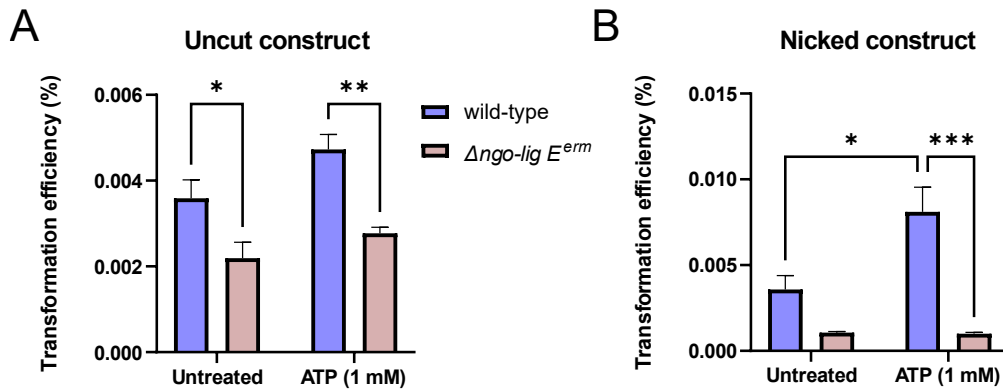 A
Uncut construct
Transformation efficiency (%)
0.006
0.004
0.002
0.000
*
**
Untreated
ATP (1 mM)
wild-type
Δngo-lig E^erm
B
Nicked construct
Transformation efficiency (%)
0.015
0.010
0.005
0.000
*
***
Untreated
ATP (1 mM)